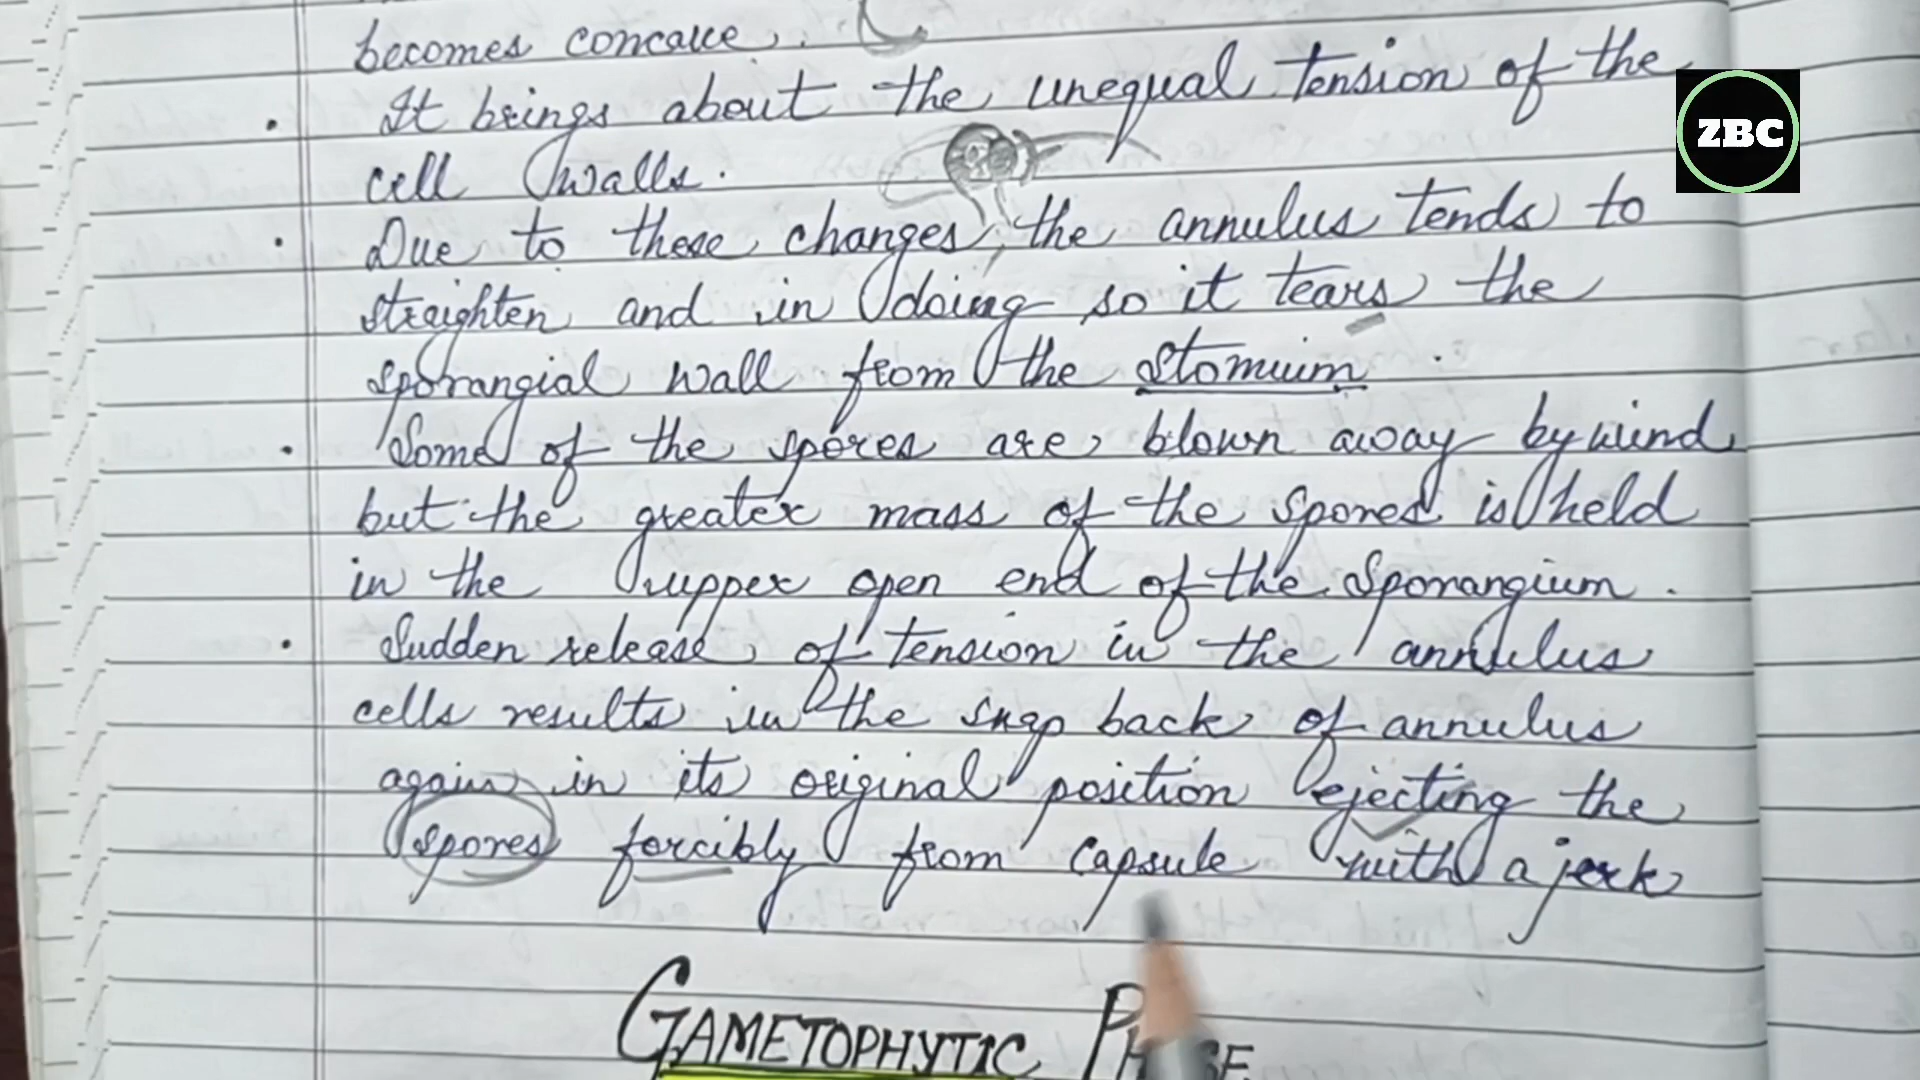 becomes concave.
• It brings about the unequal tension of the
ZBC
cell walls.
• Due to these changes, the annulus tends to
straighten and in doing so it tears the
sporangial wall from the stomium.
• Some of the spores are blown away by wind
but the greater mass of the spores is held
in the upper open end of the sporangium.
• Sudden release of tension in the annulus
cells results in the snap back of annulus
again in its original position ejecting the
spores forcibly from capsule with a jerk
GAMETOPHYTIC